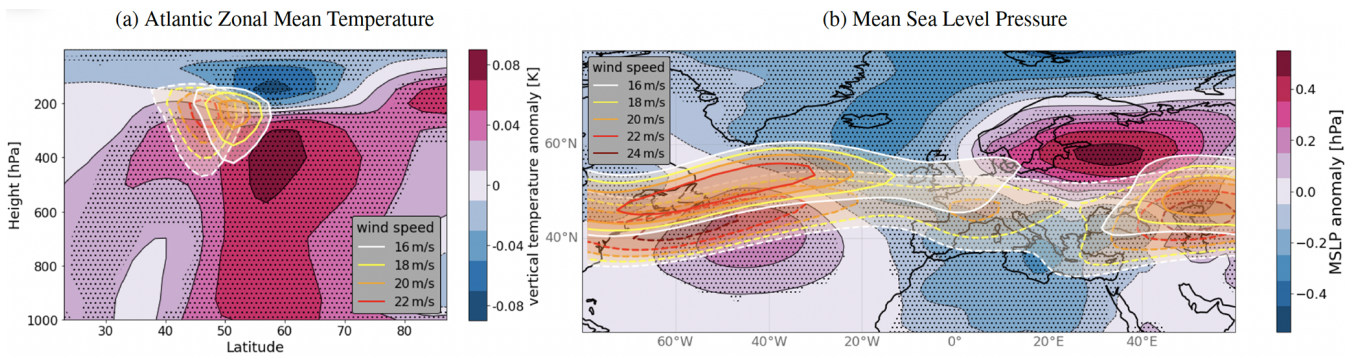 (a) Atlantic Zonal Mean Temperature
(b) Mean Sea Level Pressure
Height [hPa]
200
400
600
800
1000
30
40
50
60
70
80
Latitude
wind speed
16 m/s
18 m/s
20 m/s
22 m/s
0.08
0.04
0
-0.04
-0.08
vertical temperature anomaly [K]
wind speed
16 m/s
18 m/s
20 m/s
22 m/s
24 m/s
60°N
40°N
60°W
40°W
20°W
0°
20°E
40°E
0.4
0.2
0.0
-0.2
-0.4
MSLP anomaly [hPa]